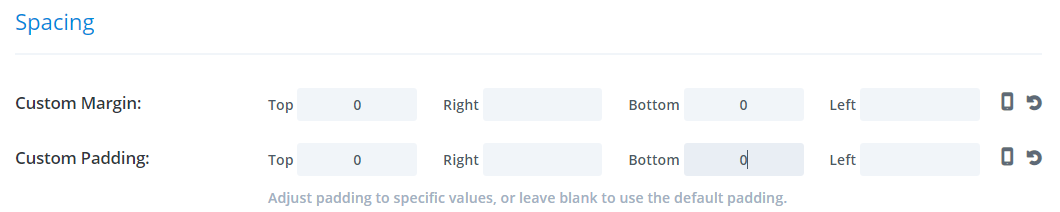 Spacing
Custom Margin: Top 0 Right Bottom 0 Left
Custom Padding: Top 0 Right Bottom 0 Left
Adjust padding to specific values, or leave blank to use the default padding.